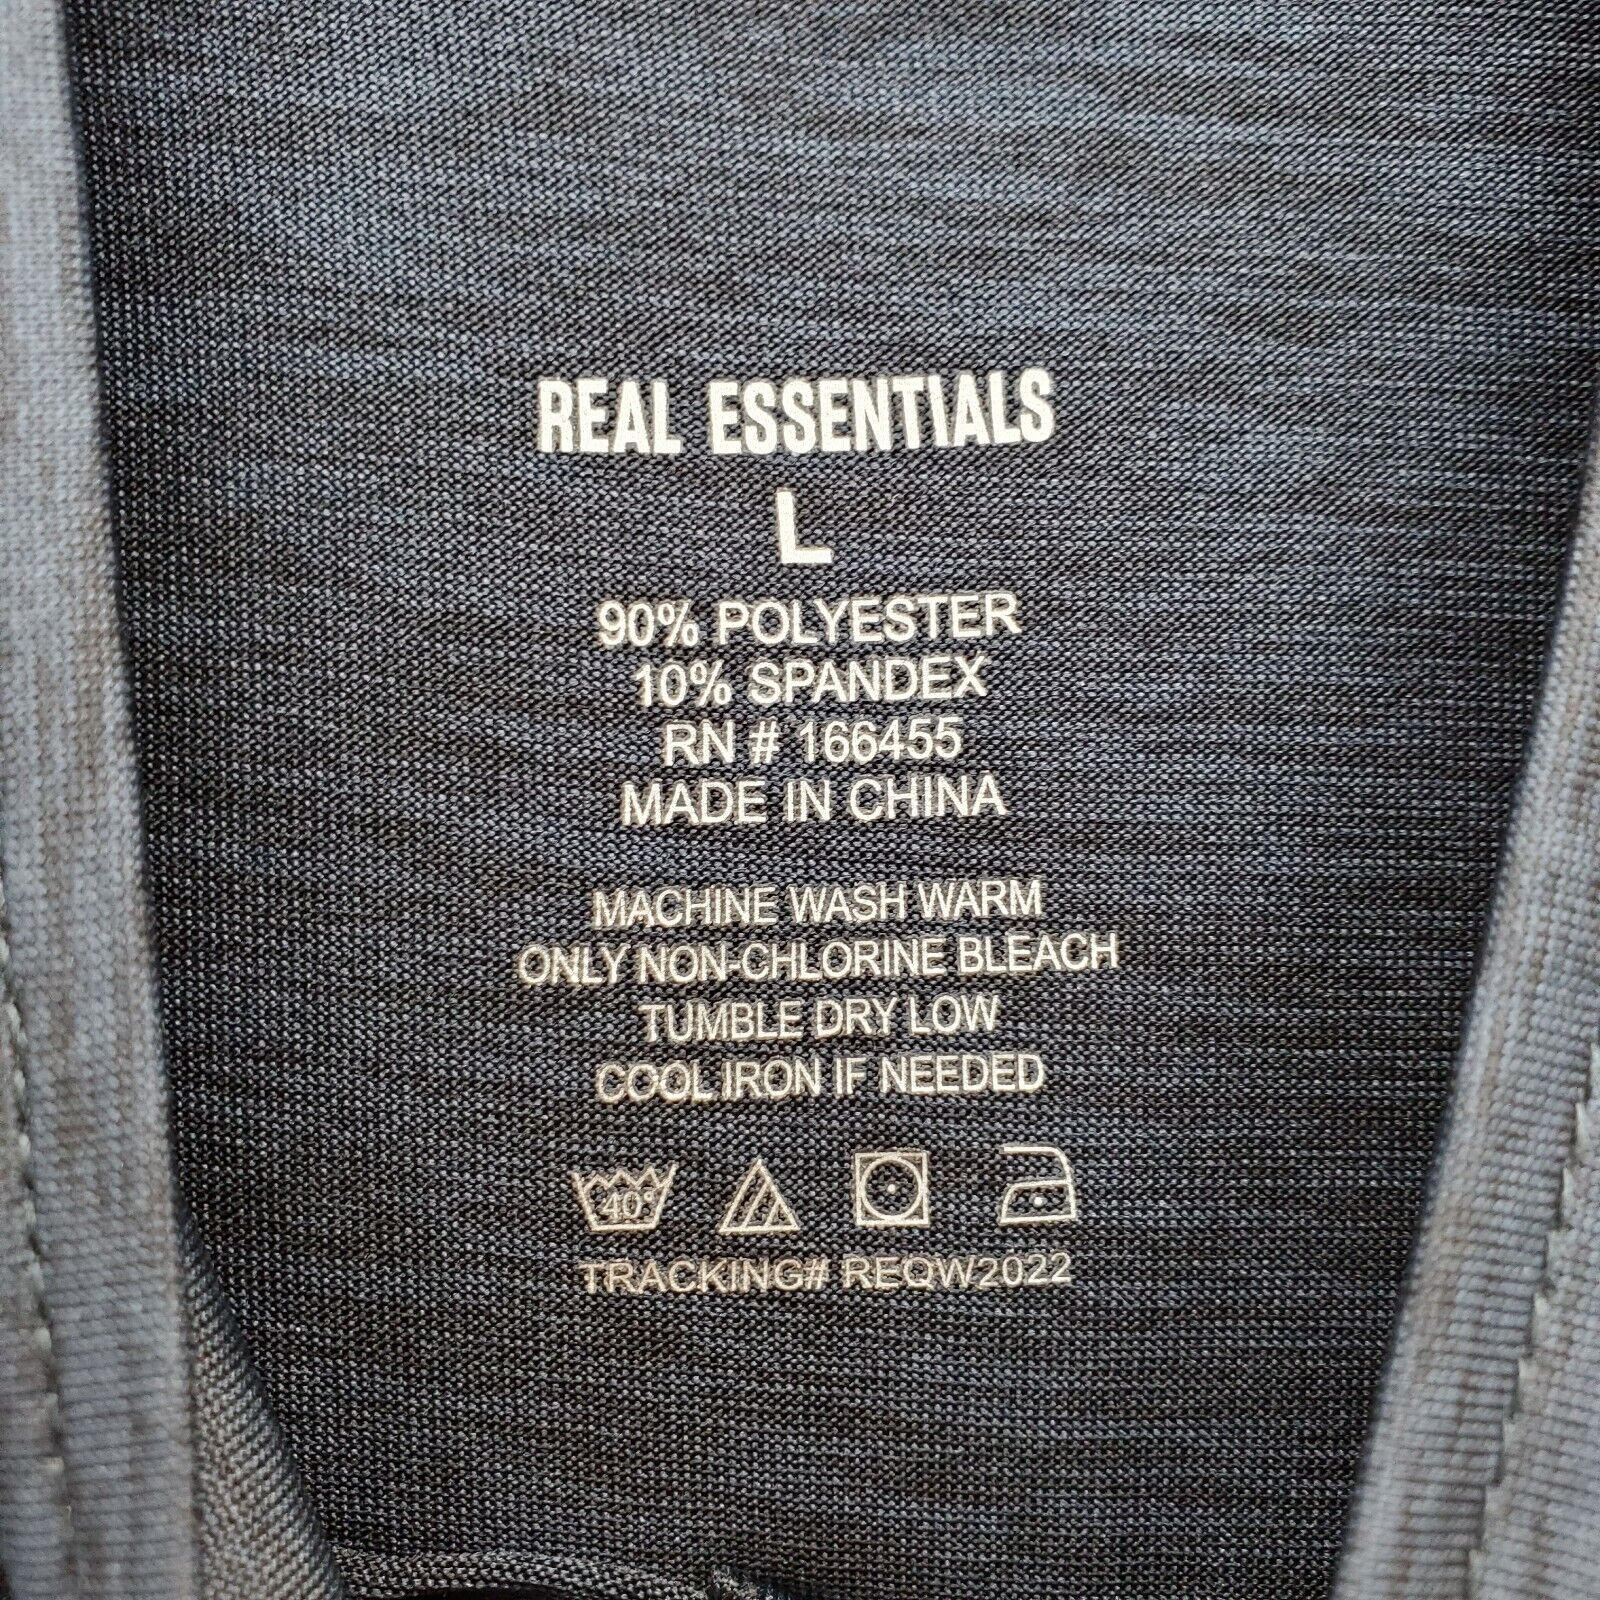 REAL ESSENTIALS
L
90% POLYESTER
10% SPANDEX
RN # 166455
MADE IN CHINA
MACHINE WASH WARM
ONLY NON-CHLORINE BLEACH
TUMBLE DRY LOW
COOL IRON IF NEEDED
40°
TRACKING# REQW2022